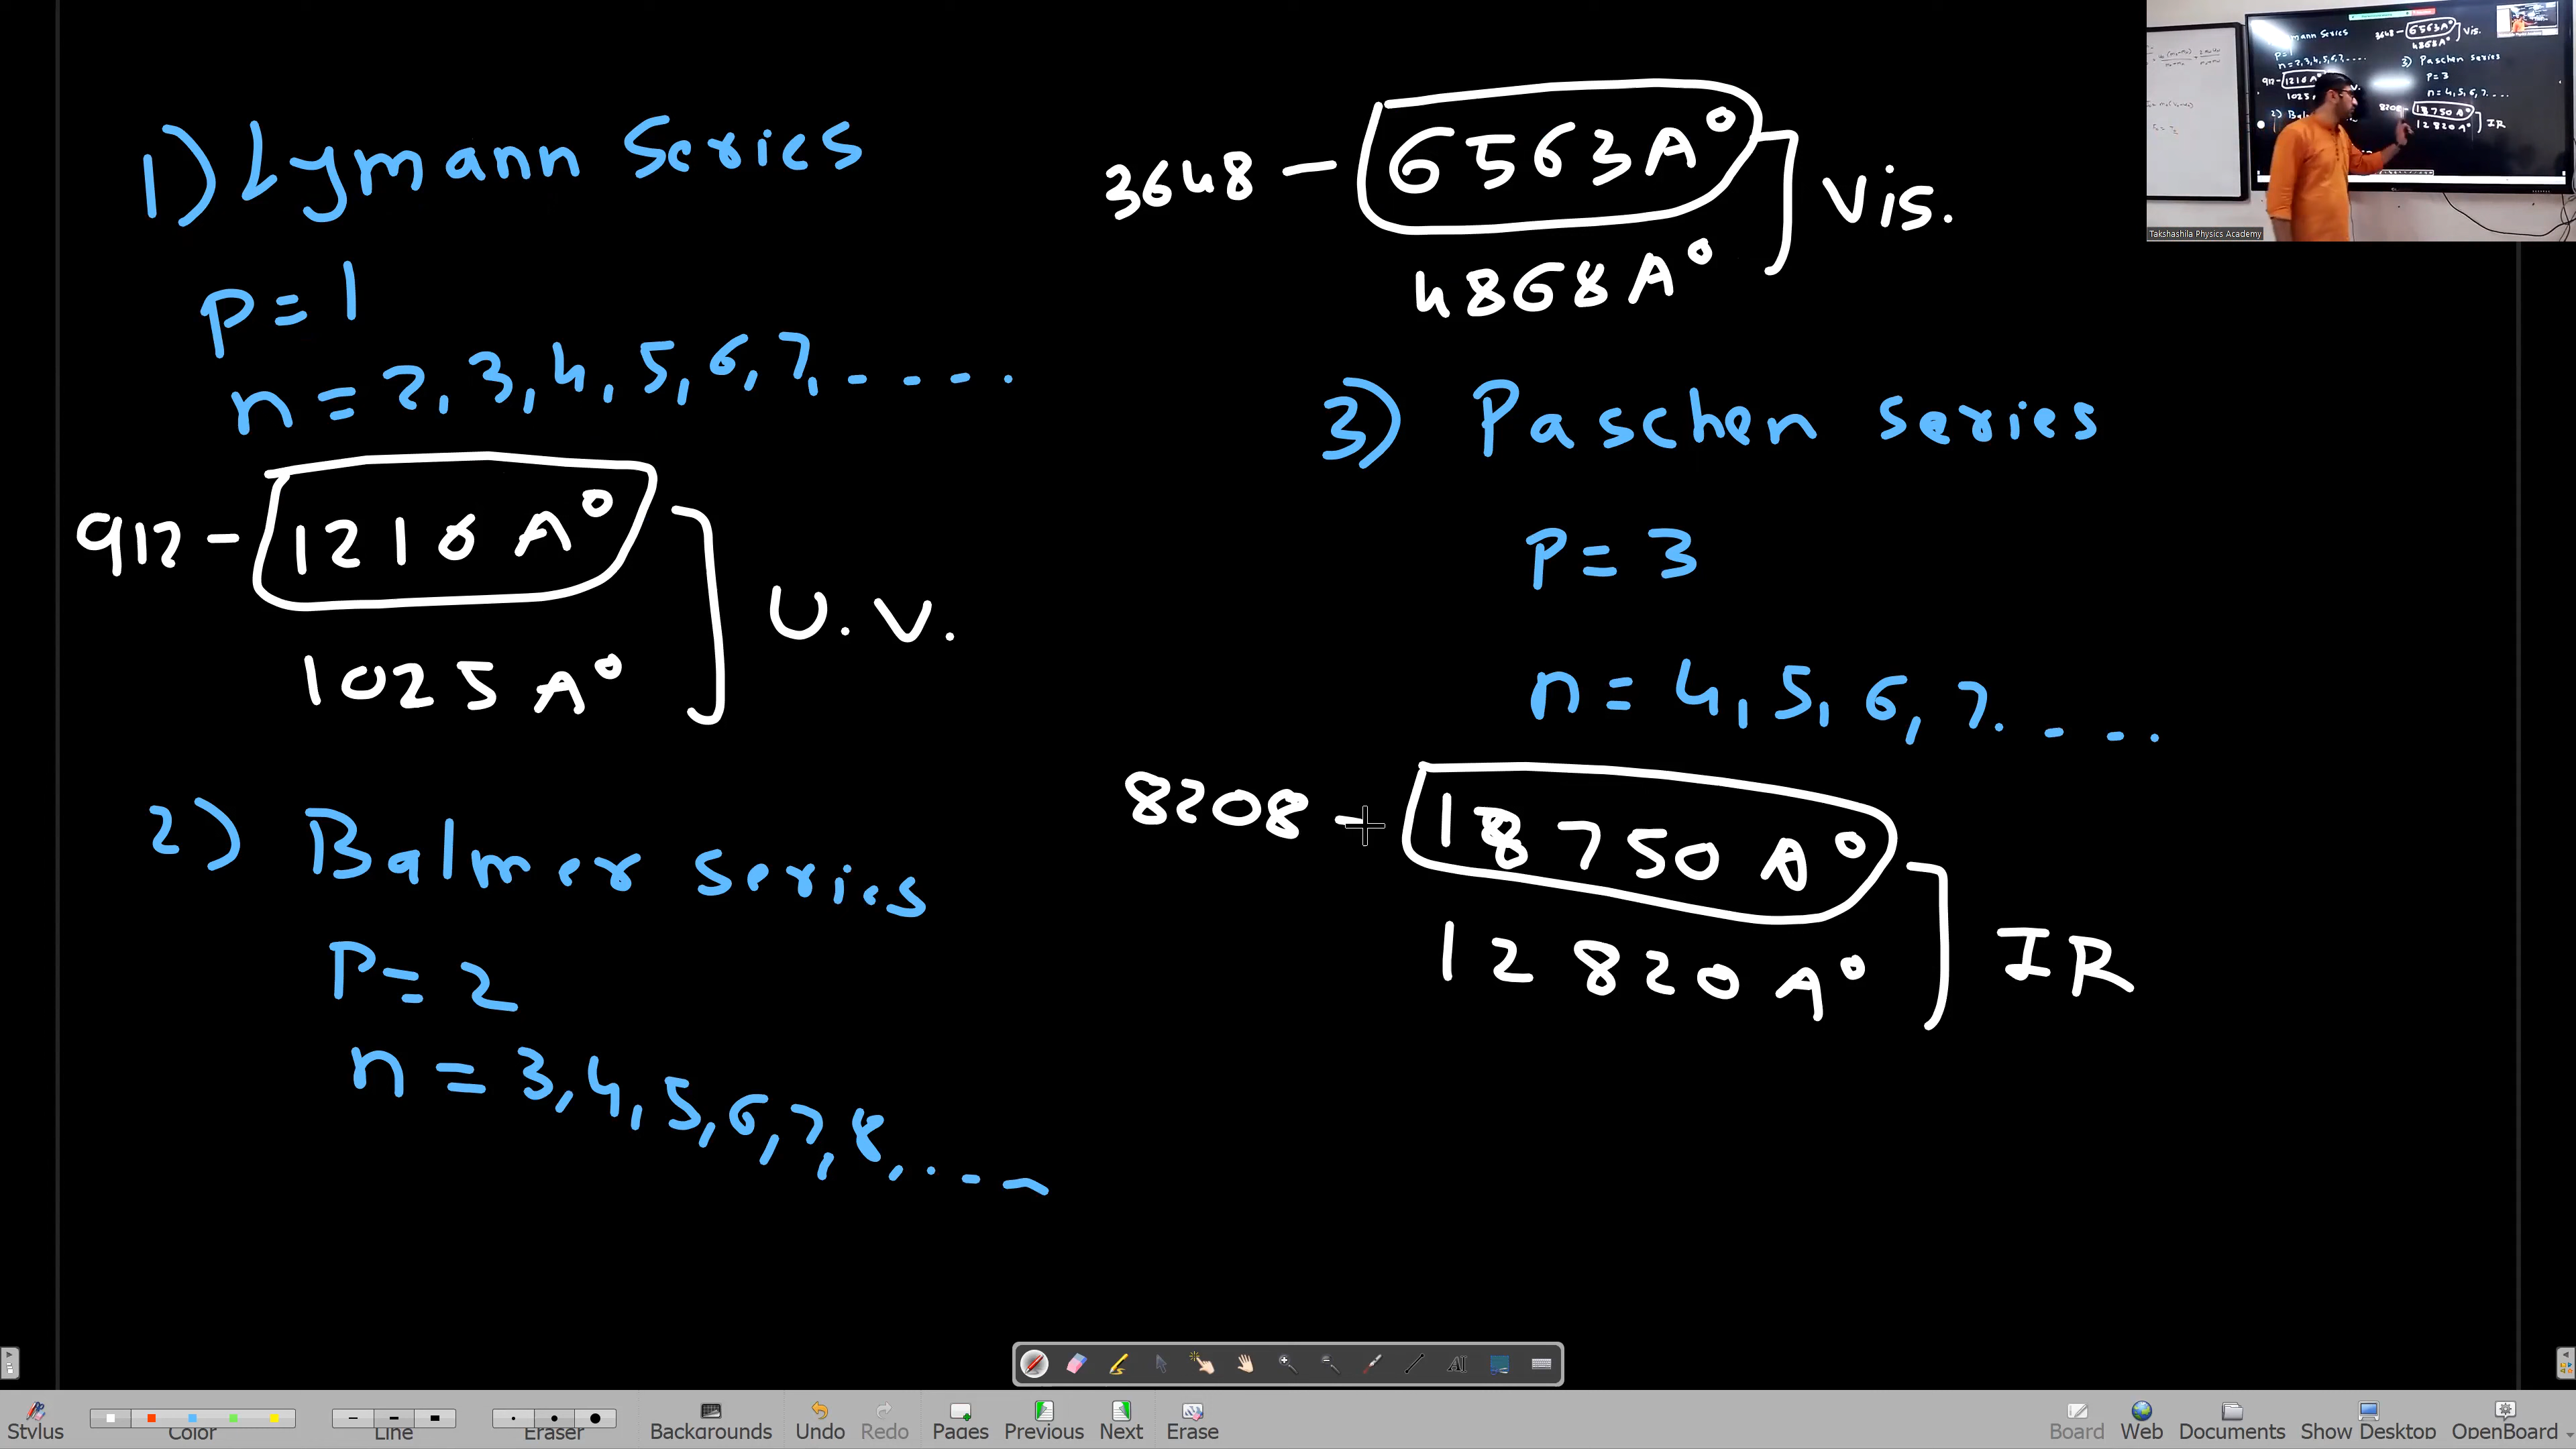 1) Lymann Series
P = 1
n = 2, 3, 4, 5, 6, 7, - - - .
912 - 1216 A°
1025 A°
U. V.
2) Balmer series
P = 2
n = 3, 4, 5, 6, 7, 8, . - ~
3648 - 6563 A°
4868 A°
Vis.
3) Paschen series
P = 3
n = 4, 5, 6, 7. - - .
8208 - 18750 A°
12820 A°
IR
Takshashila Physics Academy
Stylus
Color
Line
Eraser
Backgrounds
Undo
Redo
Pages
Previous
Next
Erase
Board
Web
Documents
Show Desktop
OpenBoard